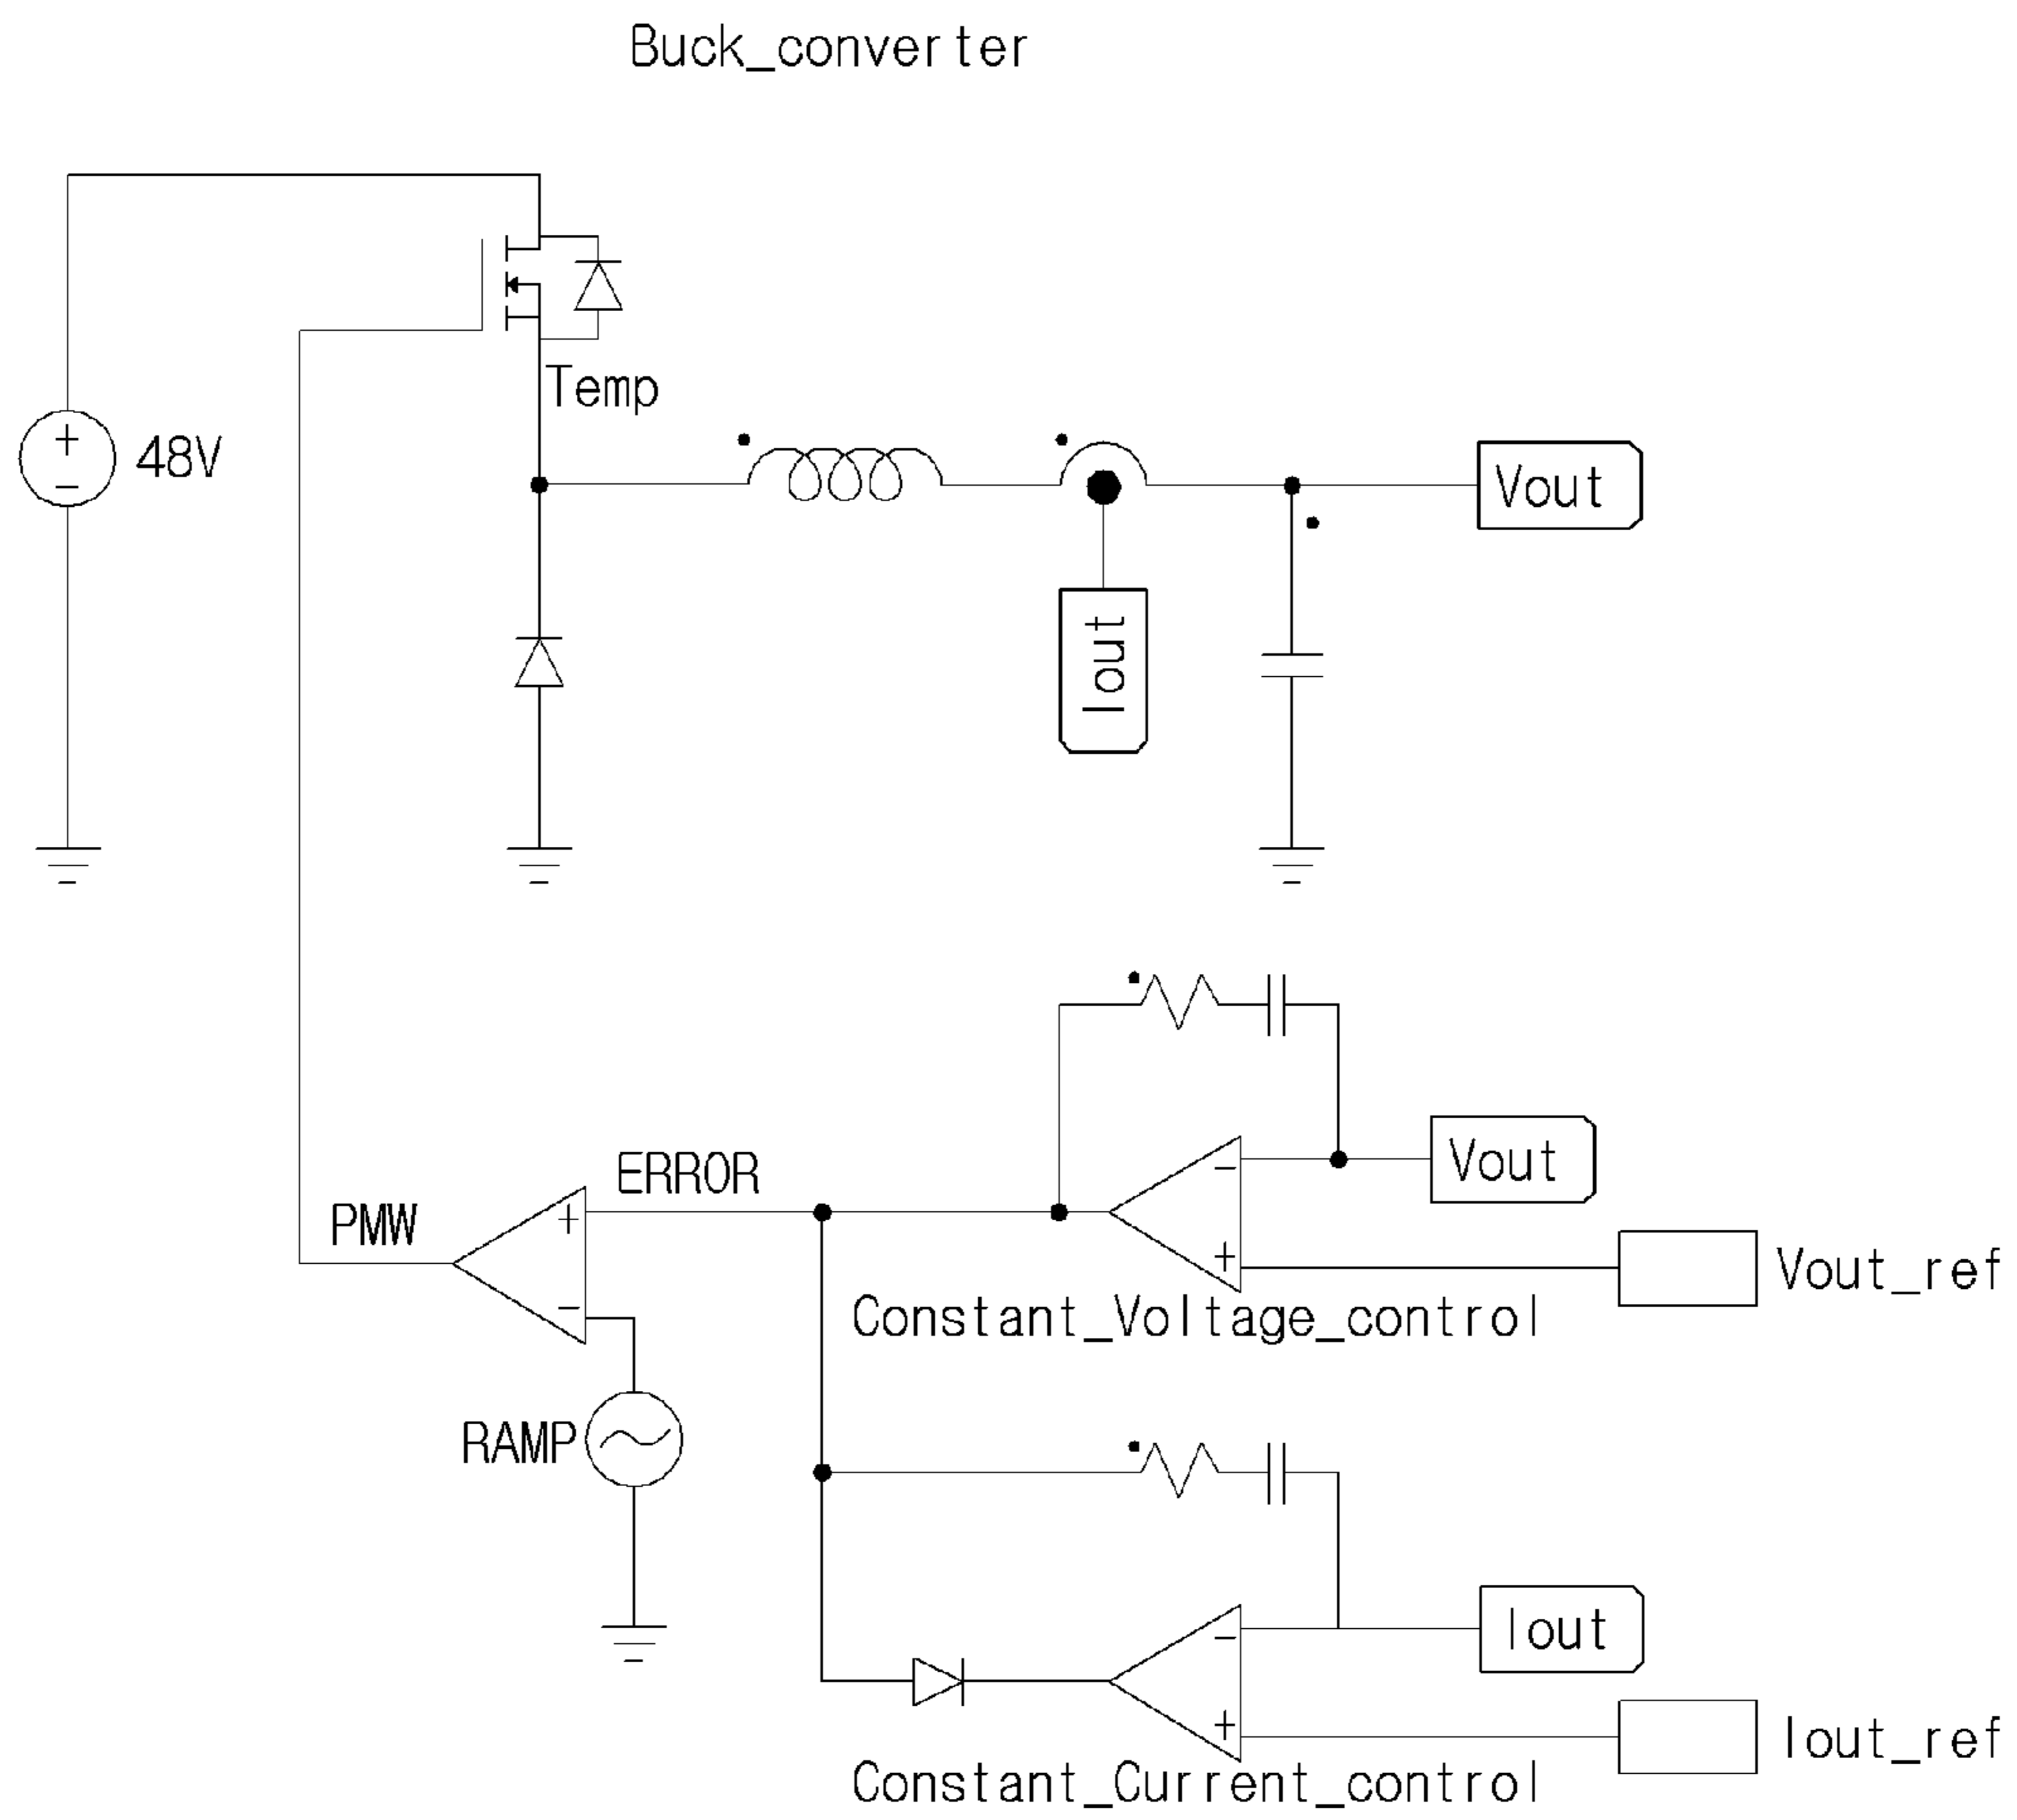 Buck_converter
48V
Temp
Vout
Iout
Vout
ERROR
PMW
Vout_ref
Constant_Voltage_control
RAMP
Iout
Iout_ref
Constant_Current_control